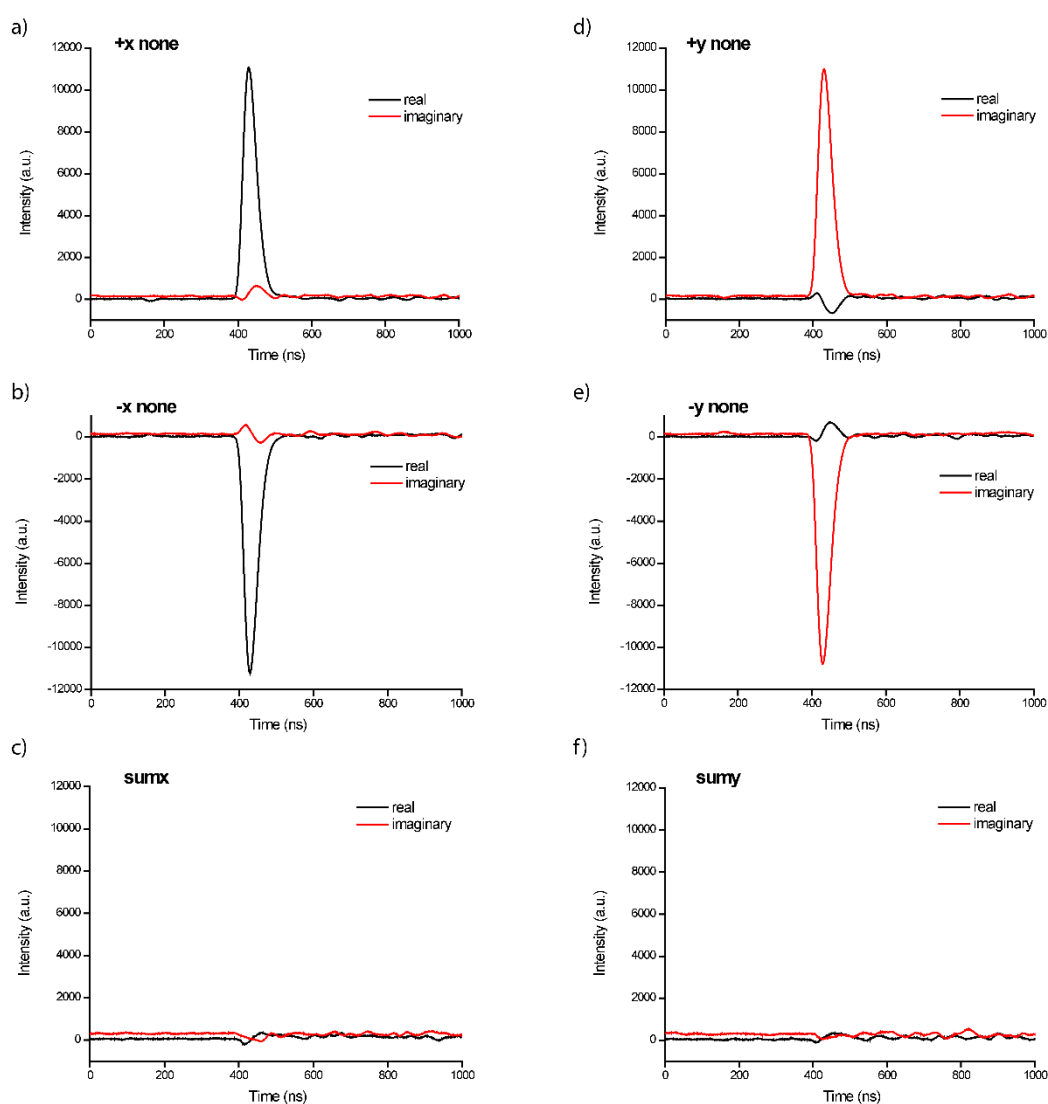 a)
+x none
12000
10000
8000
6000
4000
2000
0
Intensity (a.u.)
real
imaginary
0 200 400 600 800 1000
Time (ns)
d)
+y none
12000
10000
8000
6000
4000
2000
0
Intensity (a.u.)
real
imaginary
0 200 400 600 800 1000
Time (ns)
b)
-x none
0
-2000
-4000
-6000
-8000
-10000
-12000
Intensity (a.u.)
real
imaginary
0 200 400 600 800 1000
Time (ns)
e)
-y none
0
-2000
-4000
-6000
-8000
-10000
-12000
Intensity (a.u.)
real
imaginary
0 200 400 600 800 1000
Time (ns)
c)
sumx
12000
10000
8000
6000
4000
2000
0
Intensity (a.u.)
real
imaginary
0 200 400 600 800 1000
Time (ns)
f)
sumy
12000
10000
8000
6000
4000
2000
0
Intensity (a.u.)
real
imaginary
0 200 400 600 800 1000
Time (ns)